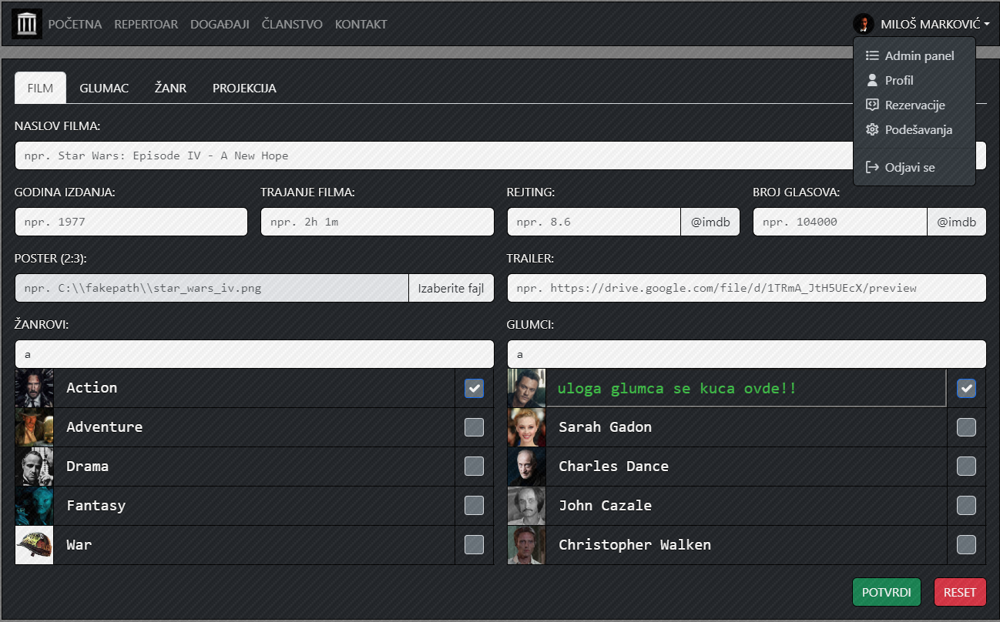 POČETNA REPERTOAR DOGAĐAJI ČLANSTVO KONTAKT MILOŠ MARKOVIĆ
Admin panel
Profil
Rezervacije
Podešavanja
Odjavi se
FILM GLUMAC ŽANR PROJEKCIJA
NASLOV FILMA:
npr. Star Wars: Episode IV - A New Hope
GODINA IZDANJA: TRAJANJE FILMA: REJTING: BROJ GLASOVA:
npr. 1977 npr. 2h 1m npr. 8.6 @imdb npr. 104000 @imdb
POSTER (2:3): TRAILER:
npr. C:\\fakepath\\star_wars_iv.png Izaberite fajl npr. https://drive.google.com/file/d/1TRmA_JtH5UEcX/preview
ŽANROVI: GLUMCI:
a a
Action uloga glumca se kuca ovde!!
Adventure Sarah Gadon
Drama Charles Dance
Fantasy John Cazale
War Christopher Walken
POTVRDI RESET